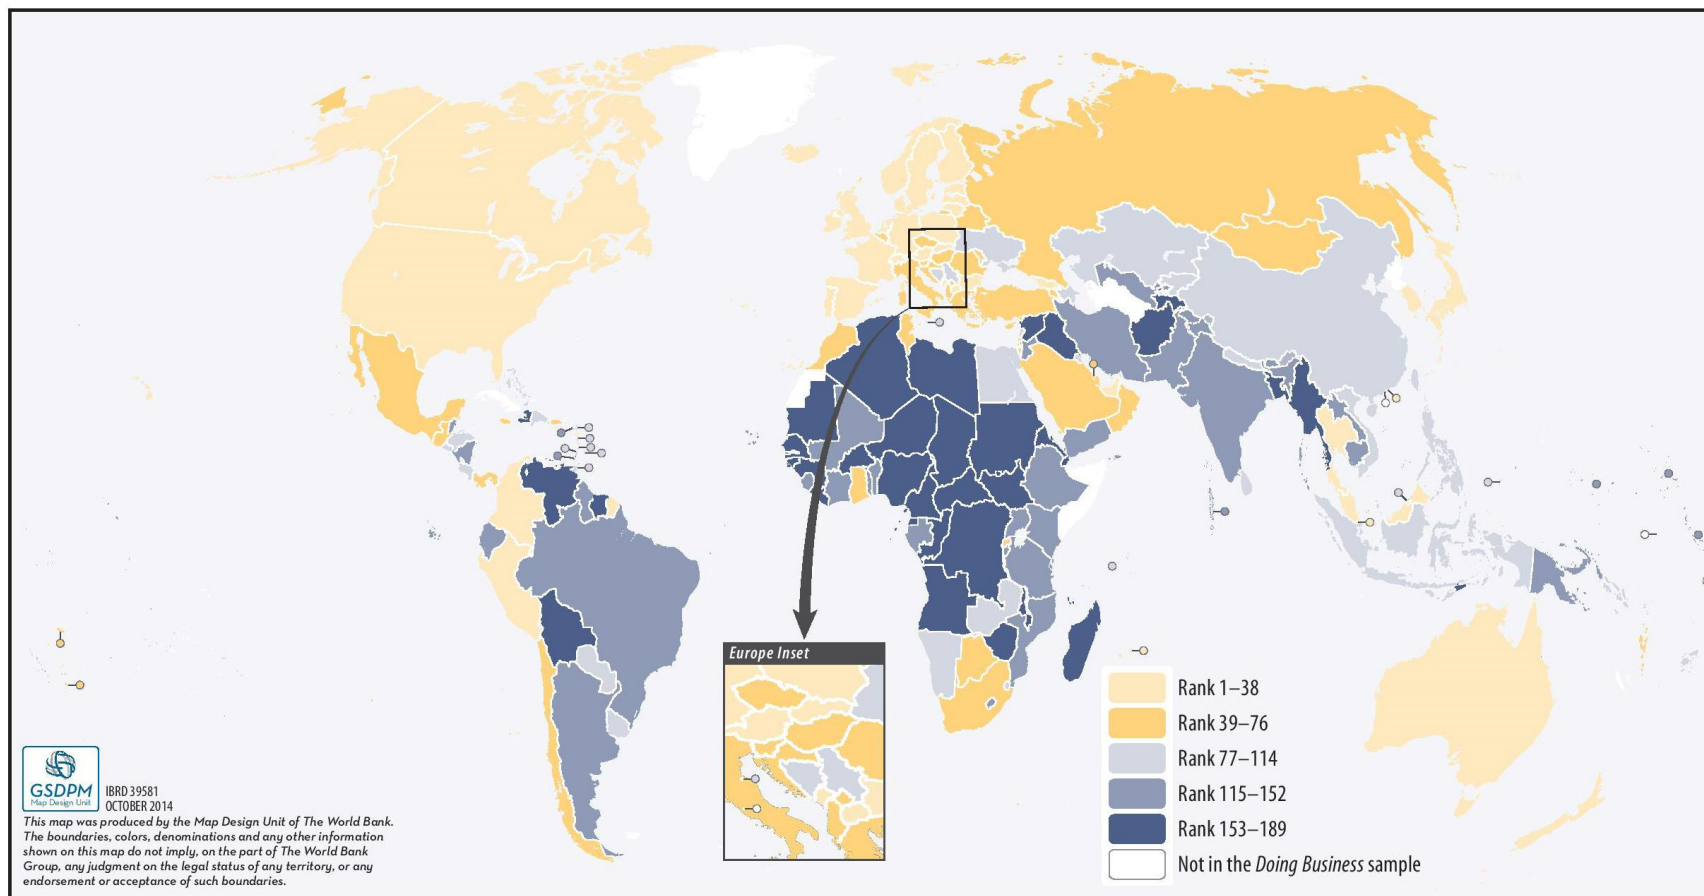 Europe Inset
Rank 1–38
Rank 39–76
Rank 77–114
Rank 115–152
Rank 153–189
Not in the Doing Business sample
GSDPM
Map Design Unit
IBRD 39581
OCTOBER 2014
This map was produced by the Map Design Unit of The World Bank.
The boundaries, colors, denominations and any other information
shown on this map do not imply, on the part of The World Bank
Group, any judgment on the legal status of any territory, or any
endorsement or acceptance of such boundaries.